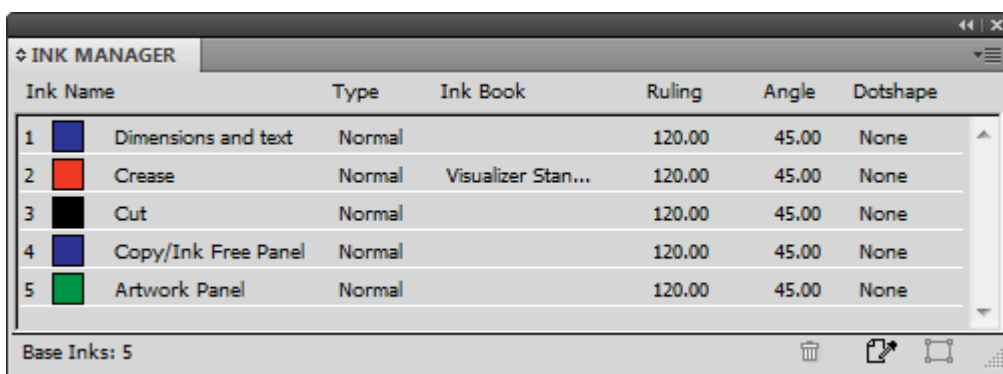 INK MANAGER
Ink Name Type Ink Book Ruling Angle Dotshape
1 Dimensions and text Normal 120.00 45.00 None
2 Crease Normal Visualizer Stan... 120.00 45.00 None
3 Cut Normal 120.00 45.00 None
4 Copy/Ink Free Panel Normal 120.00 45.00 None
5 Artwork Panel Normal 120.00 45.00 None
Base Inks: 5